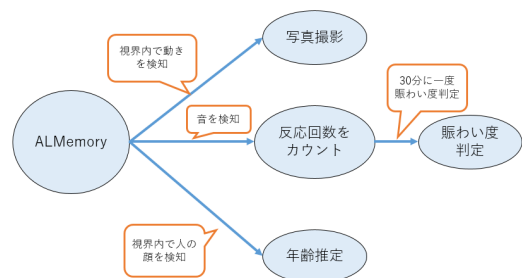 視界内で動き
を検知
写真撮影
30分に一度
賑わい度判定
ALMemory
音を検知
反応回数を
カウント
賑わい度
判定
視界内で人の
顔を検知
年齢推定